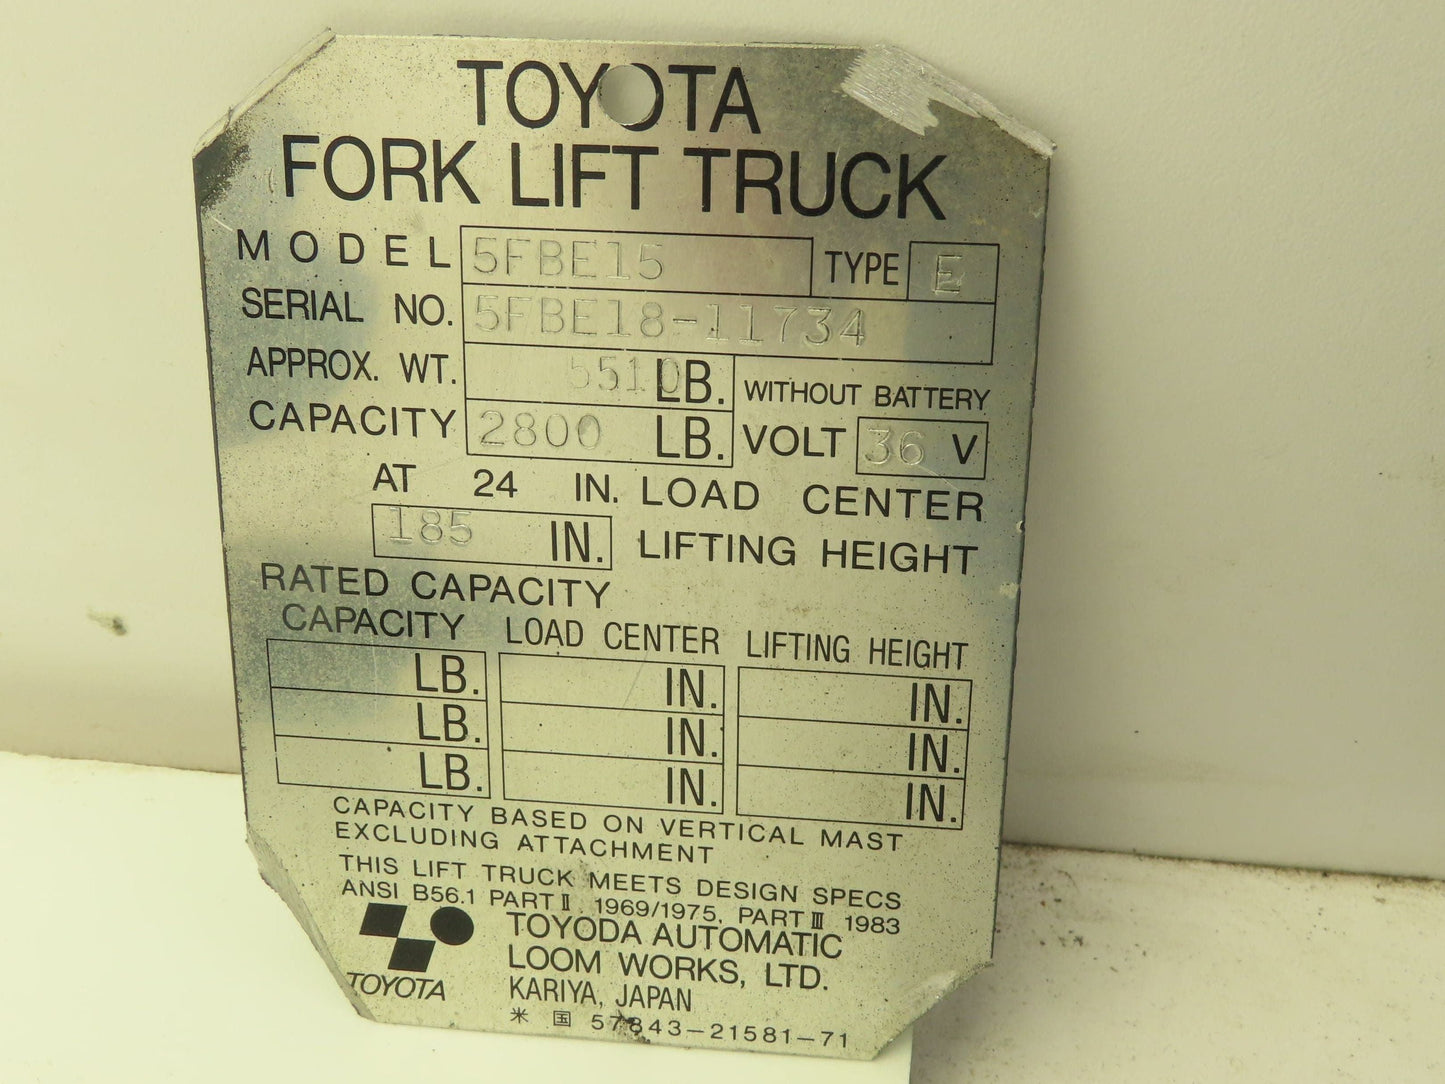 TOYOTA
FORK LIFT TRUCK
MODEL 5FBE15 TYPE E
SERIAL NO. 5FBE18-11734
APPROX. WT. 5510 LB. WITHOUT BATTERY
CAPACITY 2800 LB. VOLT 36 V
AT 24 IN. LOAD CENTER
185 IN. LIFTING HEIGHT
RATED CAPACITY
CAPACITY LOAD CENTER LIFTING HEIGHT
LB. IN. IN.
LB. IN. IN.
LB. IN. IN.
CAPACITY BASED ON VERTICAL MAST
EXCLUDING ATTACHMENT
THIS LIFT TRUCK MEETS DESIGN SPECS
ANSI B56.1 PART Ⅱ 1969/1975, PART Ⅲ 1983
TOYODA AUTOMATIC
LOOM WORKS, LTD.
TOYOTA KARIYA, JAPAN
米国 57843-21581-71